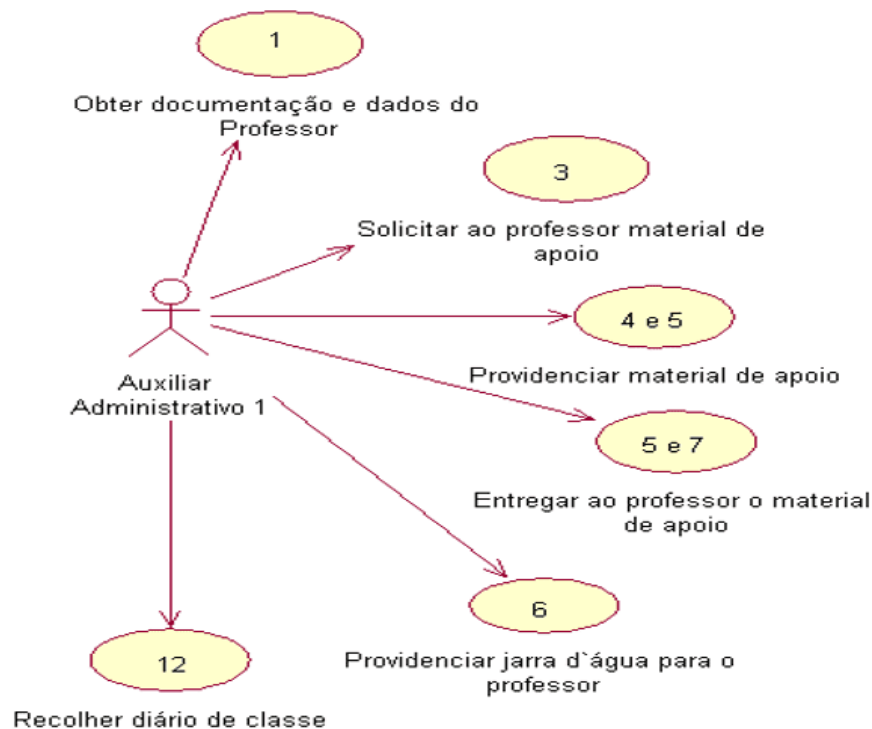 1
Obter documentação e dados do
Professor
3
Solicitar ao professor material de
apoio
4 e 5
Providenciar material de apoio
Auxiliar
Administrativo 1
5 e 7
Entregar ao professor o material
de apoio
6
Providenciar jarra d`água para o
professor
12
Recolher diário de classe